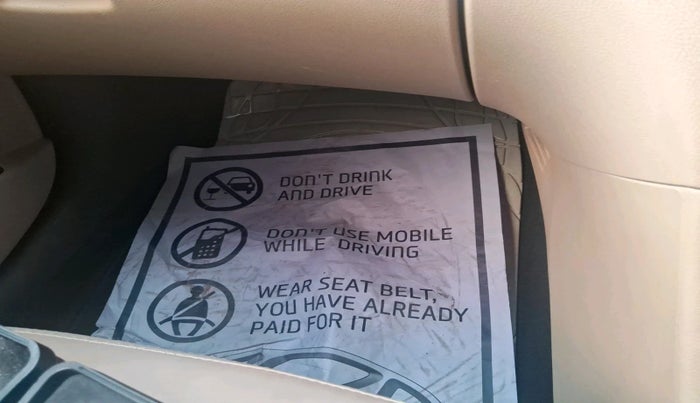 DON'T DRINK
AND DRIVE
DON'T USE MOBILE
WHILE DRIVING
WEAR SEAT BELT,
YOU HAVE ALREADY
PAID FOR IT